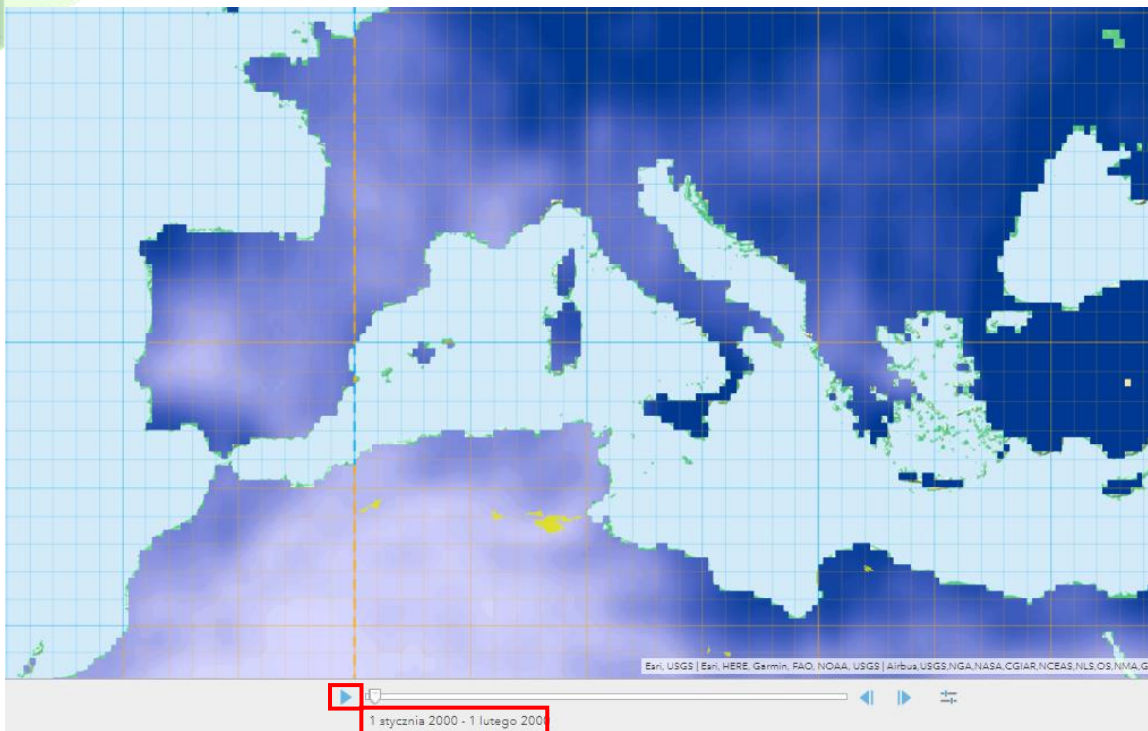 Esri, USGS | Esri, HERE, Garmin, FAO, NOAA, USGS | Airbus,USGS,NGA,NASA,CGIAR,NCEAS,NLS,OS,NMA,G
1 stycznia 2000 - 1 lutego 2000